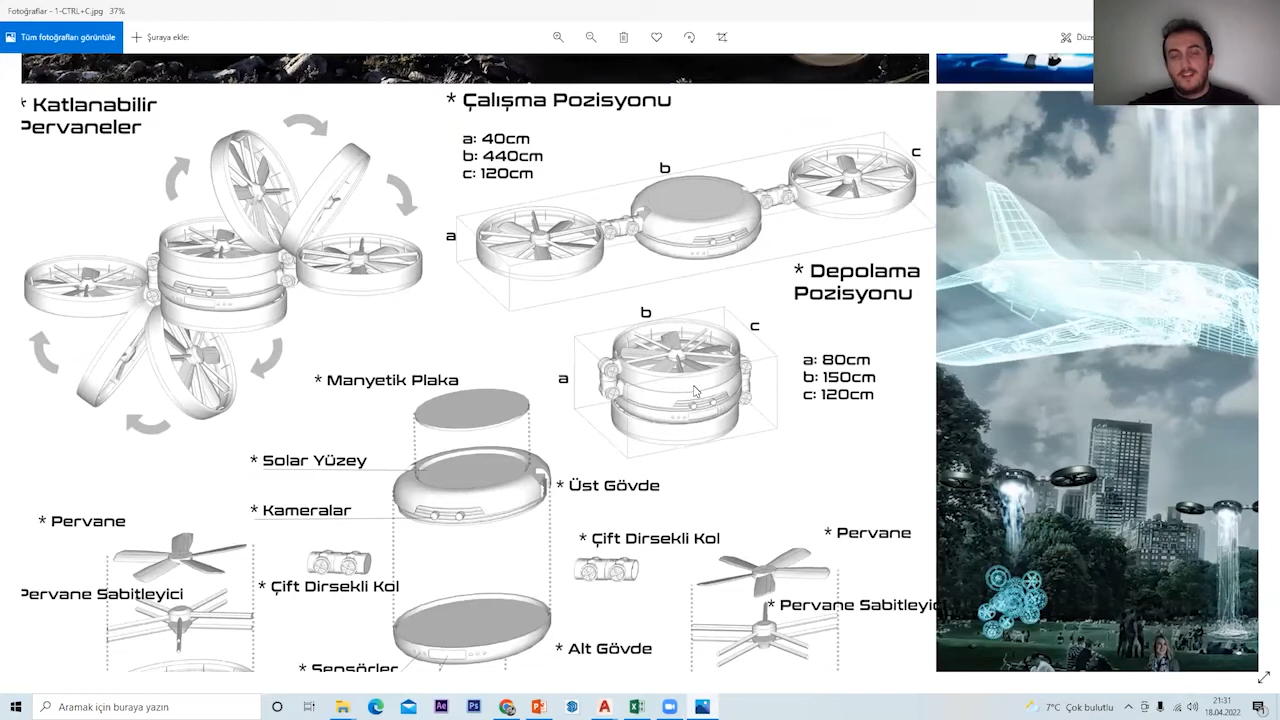 Fotoğraflar - 1-CTRL+C.jpg   37%
Tüm fotoğrafları görüntüle
Şuraya ekle:
Düze
* Katlanabilir
Pervaneler
* Çalışma Pozisyonu
a: 40cm
b: 440cm
c: 120cm
b
c
a
* Depolama
Pozisyonu
b
c
a
a: 80cm
b: 150cm
c: 120cm
* Manyetik Plaka
* Solar Yüzey
* Kameralar
* Üst Gövde
* Pervane
* Çift Dirsekli Kol
* Pervane
* Çift Dirsekli Kol
Pervane Sabitleyici
* Pervane Sabitleyic
* Alt Gövde
* Sensörler
Aramak için buraya yazın
Ae
Ps
7°C Çok bulutlu
21:31
18.04.2022